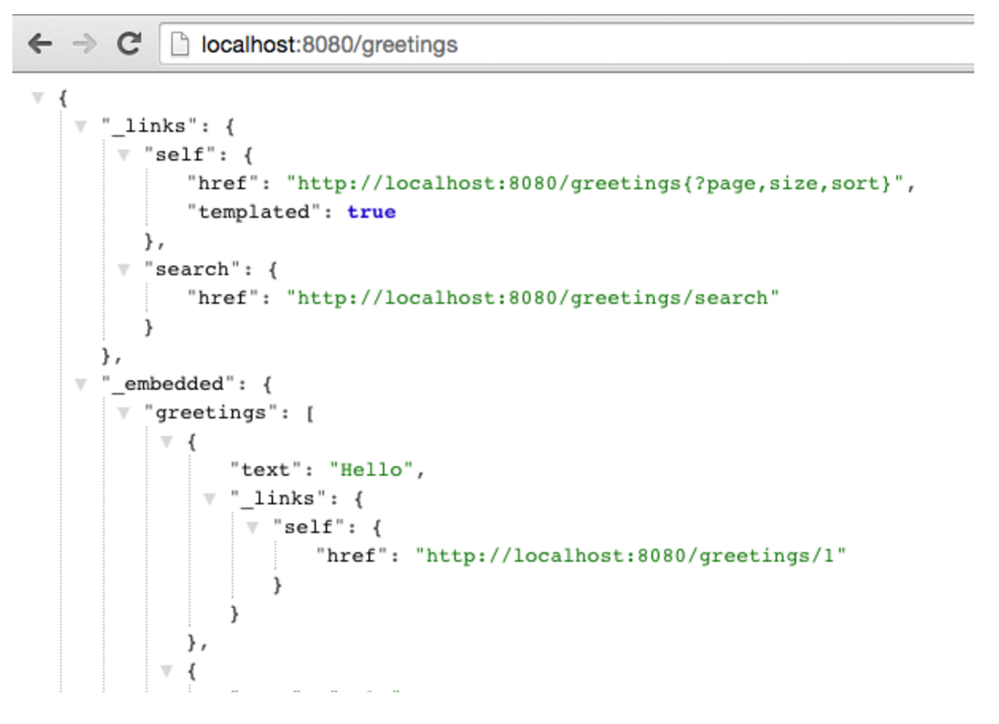 localhost:8080/greetings
{
"_links": {
"self": {
"href": "http://localhost:8080/greetings{?page,size,sort}",
"templated": true
},
"search": {
"href": "http://localhost:8080/greetings/search"
}
},
"_embedded": {
"greetings": [
{
"text": "Hello",
"_links": {
"self": {
"href": "http://localhost:8080/greetings/1"
}
}
},
{